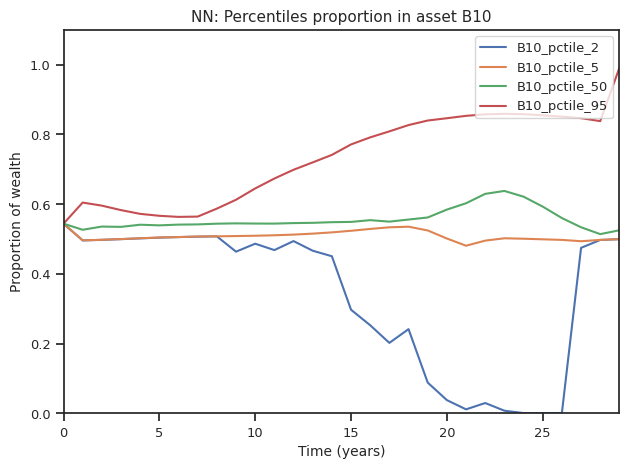 NN: Percentiles proportion in asset B10
B10_pctile_2
B10_pctile_5
B10_pctile_50
B10_pctile_95
Proportion of wealth
1.0
0.8
0.6
0.4
0.2
0.0
0 5 10 15 20 25
Time (years)